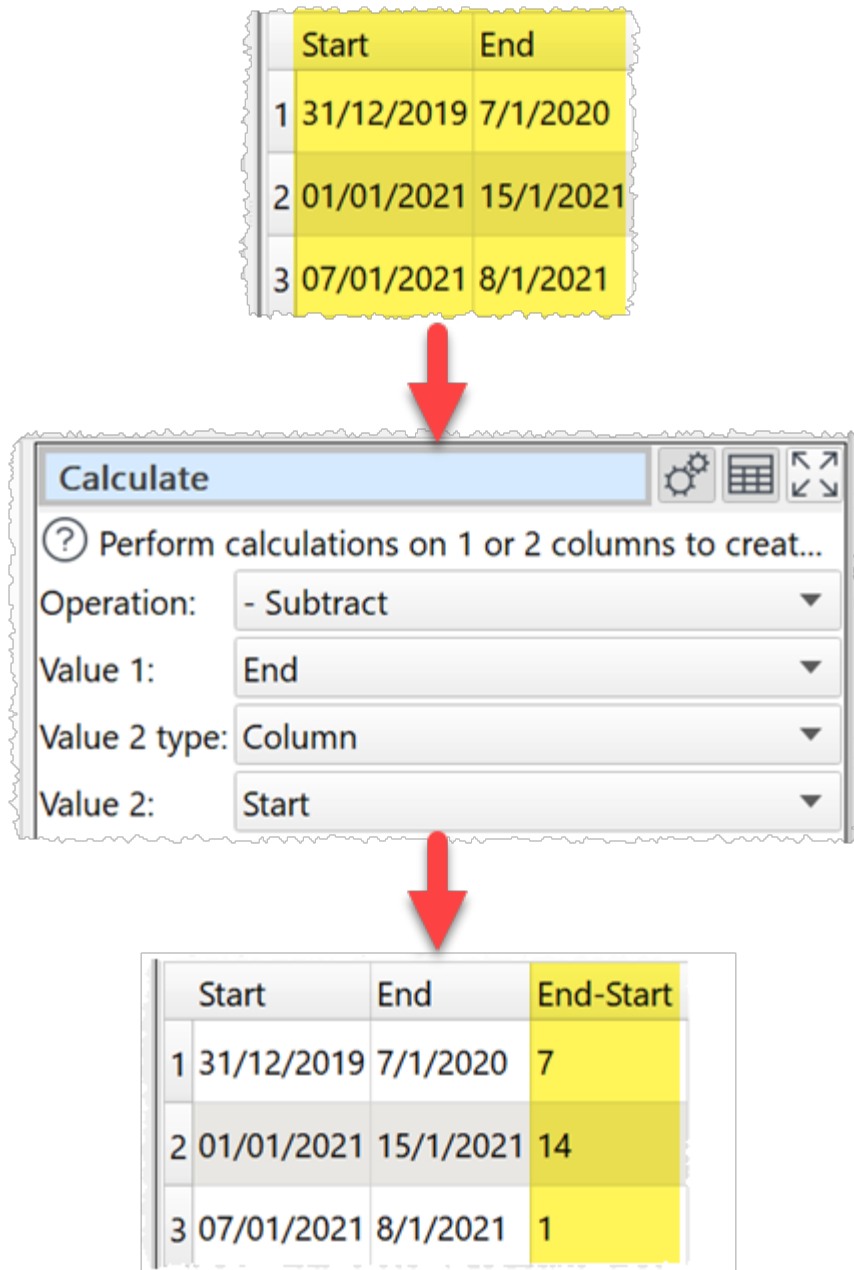 Start End
1 31/12/2019 7/1/2020
2 01/01/2021 15/1/2021
3 07/01/2021 8/1/2021
Calculate
? Perform calculations on 1 or 2 columns to creat...
Operation: - Subtract
Value 1: End
Value 2 type: Column
Value 2: Start
Start End End-Start
1 31/12/2019 7/1/2020 7
2 01/01/2021 15/1/2021 14
3 07/01/2021 8/1/2021 1